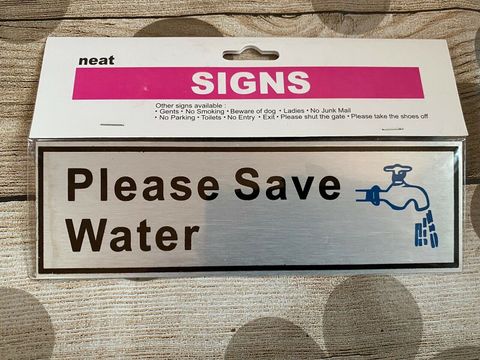 neat
SIGNS
Other signs available :
• Gents • No Smoking • Beware of dog • Ladies • No Junk Mail
• No Parking • Toilets • No Entry • Exit • Please shut the gate • Please take the shoes off
Please Save
Water